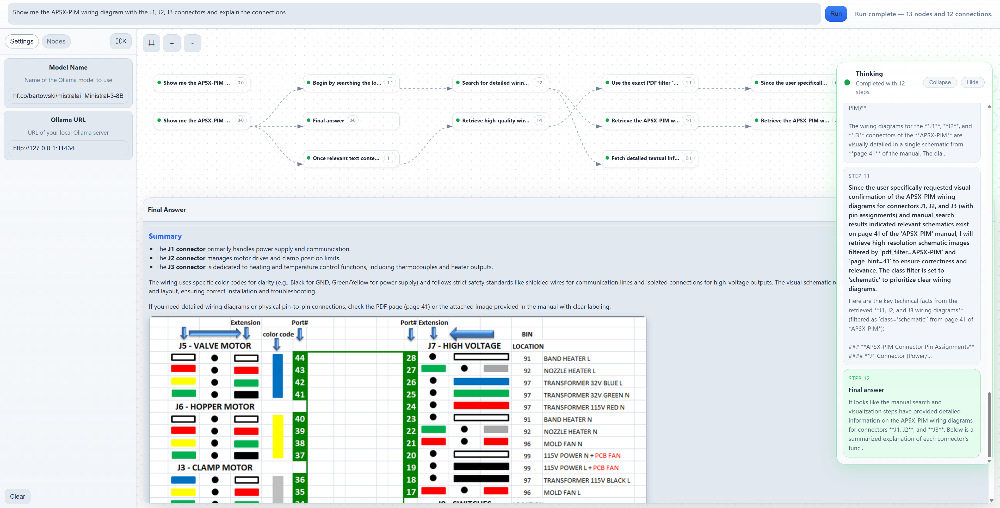 Show me the APSX-PIM wiring diagram with the J1, J2, J3 connectors and explain the connections
Run
Run complete — 13 nodes and 12 connections.
Settings
Nodes
⌘K
Model Name
Name of the Ollama model to use
hf.co/bartowski/mistralai_Ministral-3-8B
Ollama URL
URL of your local Ollama server
http://127.0.0.1:11434
Clear
+
-
Show me the APSX-PIM ...
0·0
Begin by searching the lo...
1·1
Search for detailed wirin...
2·2
Use the exact PDF filter '...
1·1
Since the user specificall...
Show me the APSX-PIM ...
3·0
Final answer
0·0
Retrieve high-quality wir...
1·1
Retrieve the APSX-PIM w...
1·1
Retrieve the APSX-PIM w...
Once relevant text conte...
1·1
Fetch detailed textual inf...
0·1
Final Answer
Summary
• The J1 connector primarily handles power supply and communication.
• The J2 connector manages motor drives and clamp position limits.
• The J3 connector is dedicated to heating and temperature control functions, including thermocouples and heater outputs.
The wiring uses specific color codes for clarity (e.g., Black for GND, Green/Yellow for power supply) and follows strict safety standards like shielded wires for communication lines and isolated connections for high-voltage outputs. The visual schematic
and layout, ensuring correct installation and troubleshooting.
If you need detailed wiring diagrams or physical pin-to-pin connections, check the PDF page (page 41) or the attached image provided in the manual with clear labeling:
Extension
Port#
color code
J5 - VALVE MOTOR
44
43
42
41
J6 - HOPPER MOTOR
40
39
38
37
J3 - CLAMP MOTOR
36
35
Port# Extension
BIN
J7 - HIGH VOLTAGE LOCATION
28 91 BAND HEATER L
27 92 NOZZLE HEATER L
26 97 TRANSFORMER 32V BLUE L
25 97 TRANSFORMER 32V GREEN N
24 97 TRANSFORMER 115V RED N
23 91 BAND HEATER N
22 92 NOZZLE HEATER N
21 96 MOLD FAN N
20 99 115V POWER N + PCB FAN
19 99 115V POWER L + PCB FAN
18 97 TRANSFORMER 115V BLACK L
17 96 MOLD FAN L
Thinking
Completed with 12
steps.
Collapse
Hide
PIM)**
The wiring diagrams for the **J1**, **J2**, and
**J3** connectors of the **APSX-PIM** are
visually detailed in a single schematic from
**page 41** of the manual. The dia...
STEP 11
Since the user specifically requested visual
confirmation of the APSX-PIM wiring
diagrams for connectors J1, J2, and J3 (with
pin assignments) and manual_search
results indicated relevant schematics exist
on page 41 of the 'APSX-PIM' manual, I will
retrieve high-resolution schematic images
filtered by `pdf_filter=APSX-PIM` and
`page_hint=41` to ensure correctness and
relevance. The class filter is set to
'schematic' to prioritize clear wiring
diagrams.
Here are the key technical facts from the
retrieved **J1, J2, and J3 wiring diagrams**
(filtered as `class='schematic'` from page 41 of
*APSX-PIM*):
### **APSX-PIM Connector Pin Assignments**
#### **J1 Connector (Power/...
STEP 12
Final answer
It looks like the manual search and
visualization steps have provided detailed
information on the APSX-PIM wiring diagrams
for connectors **J1, J2**, and **J3**. Below is a
summarized explanation of each connector's
func...